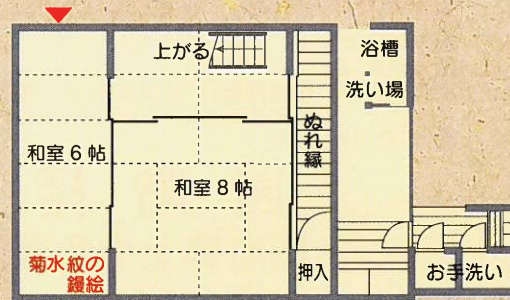 上がる
浴槽
洗い場
ぬれ縁
和室6帖
和室8帖
菊水紋の
鏝絵
押入
お手洗い